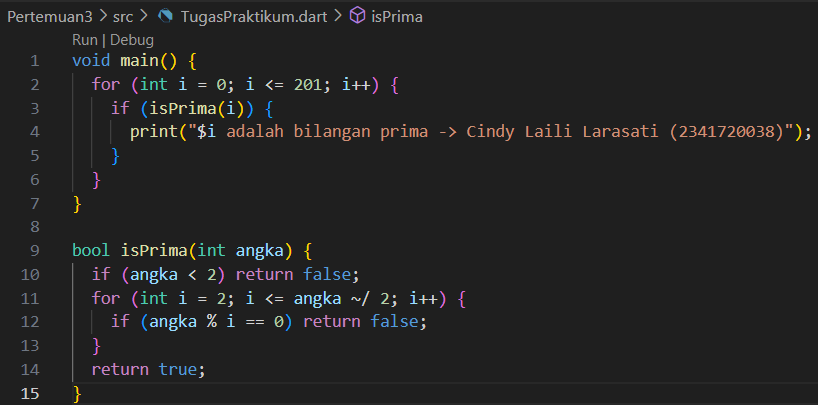 Pertemuan3 > src > TugasPraktikum.dart > isPrima
Run | Debug
1 void main() {
2   for (int i = 0; i <= 201; i++) {
3     if (isPrima(i)) {
4       print("$i adalah bilangan prima -> Cindy Laili Larasati (2341720038)");
5     }
6   }
7 }
8
9 bool isPrima(int angka) {
10   if (angka < 2) return false;
11   for (int i = 2; i <= angka ~/ 2; i++) {
12     if (angka % i == 0) return false;
13   }
14   return true;
15 }